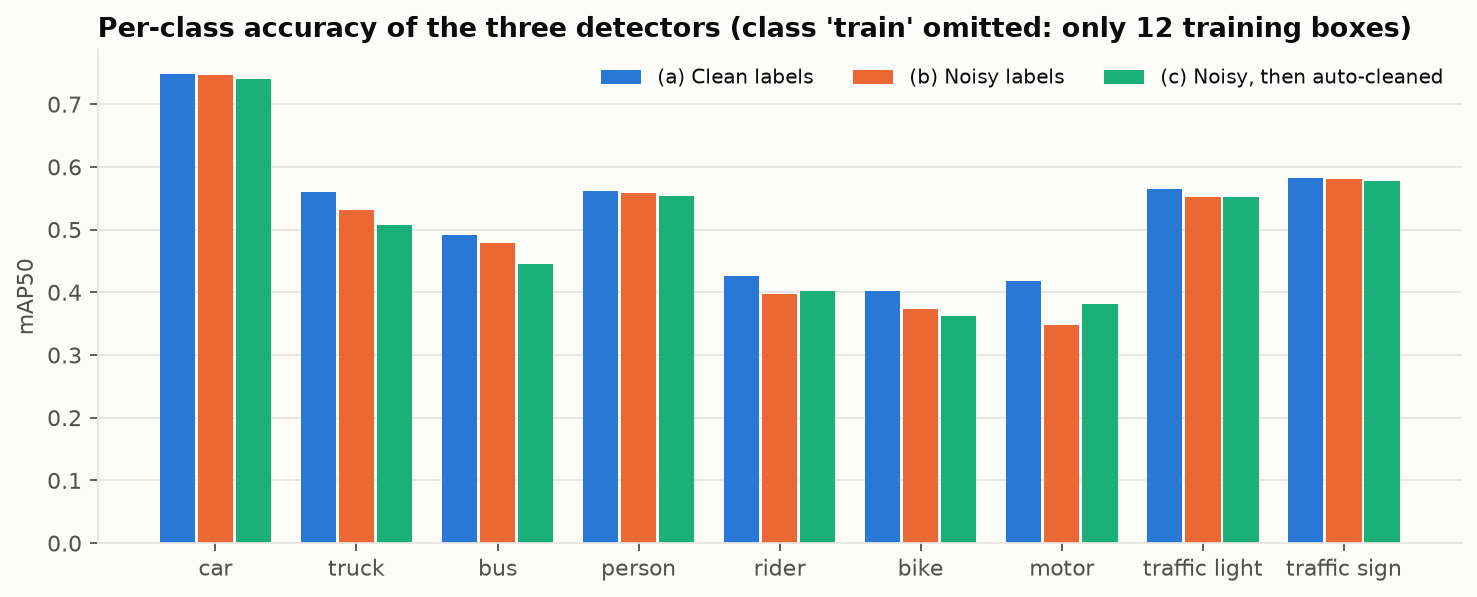 Per-class accuracy of the three detectors (class 'train' omitted: only 12 training boxes)
(a) Clean labels (b) Noisy labels (c) Noisy, then auto-cleaned
mAP50
0.7
0.6
0.5
0.4
0.3
0.2
0.1
0.0
car truck bus person rider bike motor traffic light traffic sign